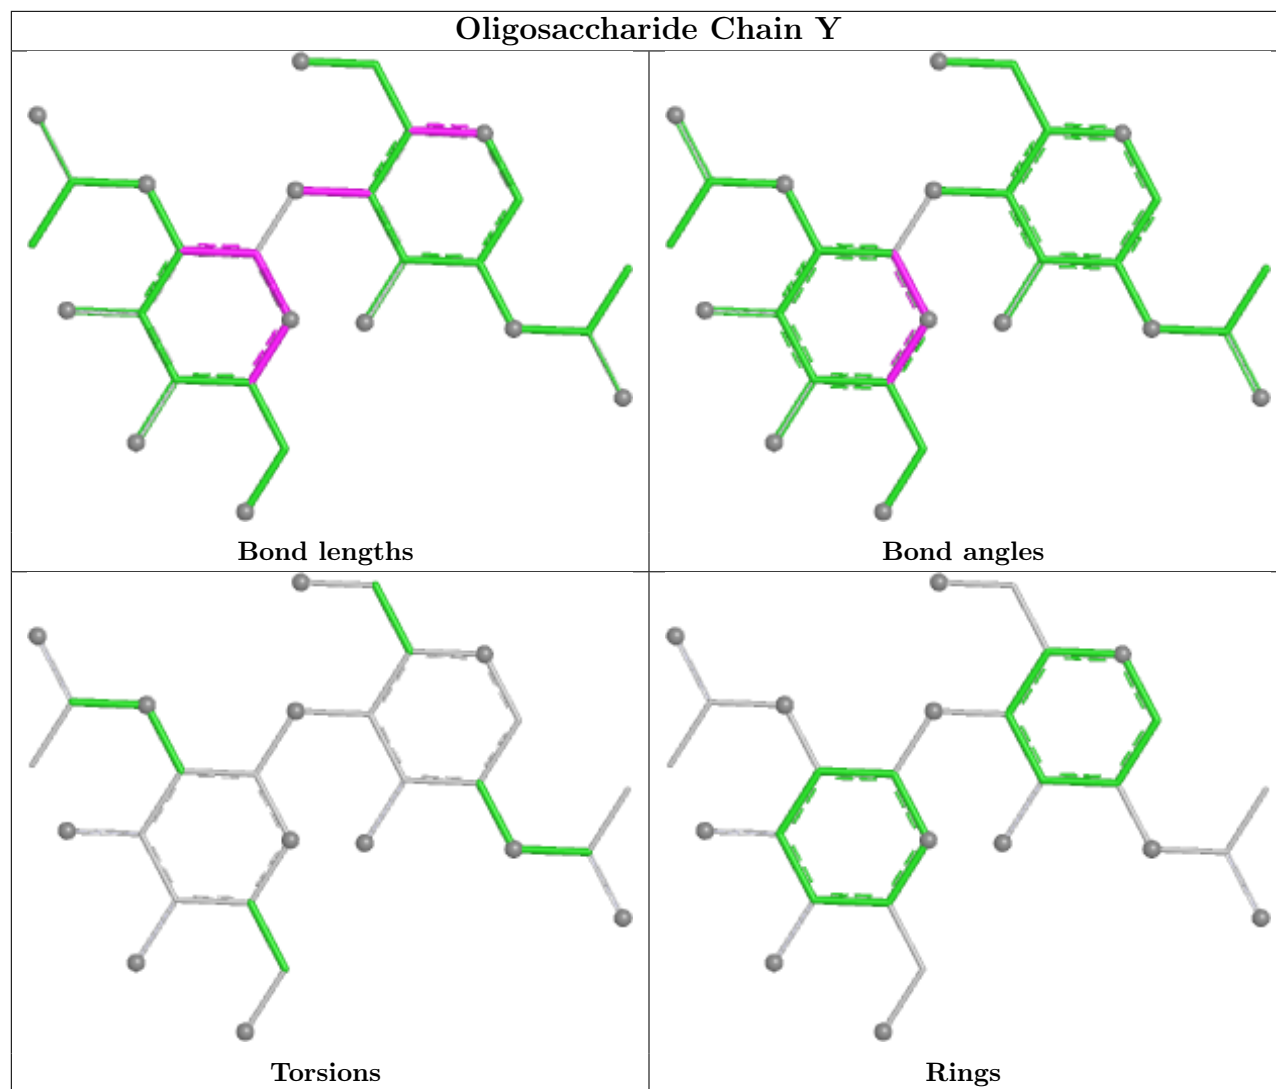 Oligosaccharide Chain Y
Bond lengths
Bond angles
Torsions
Rings